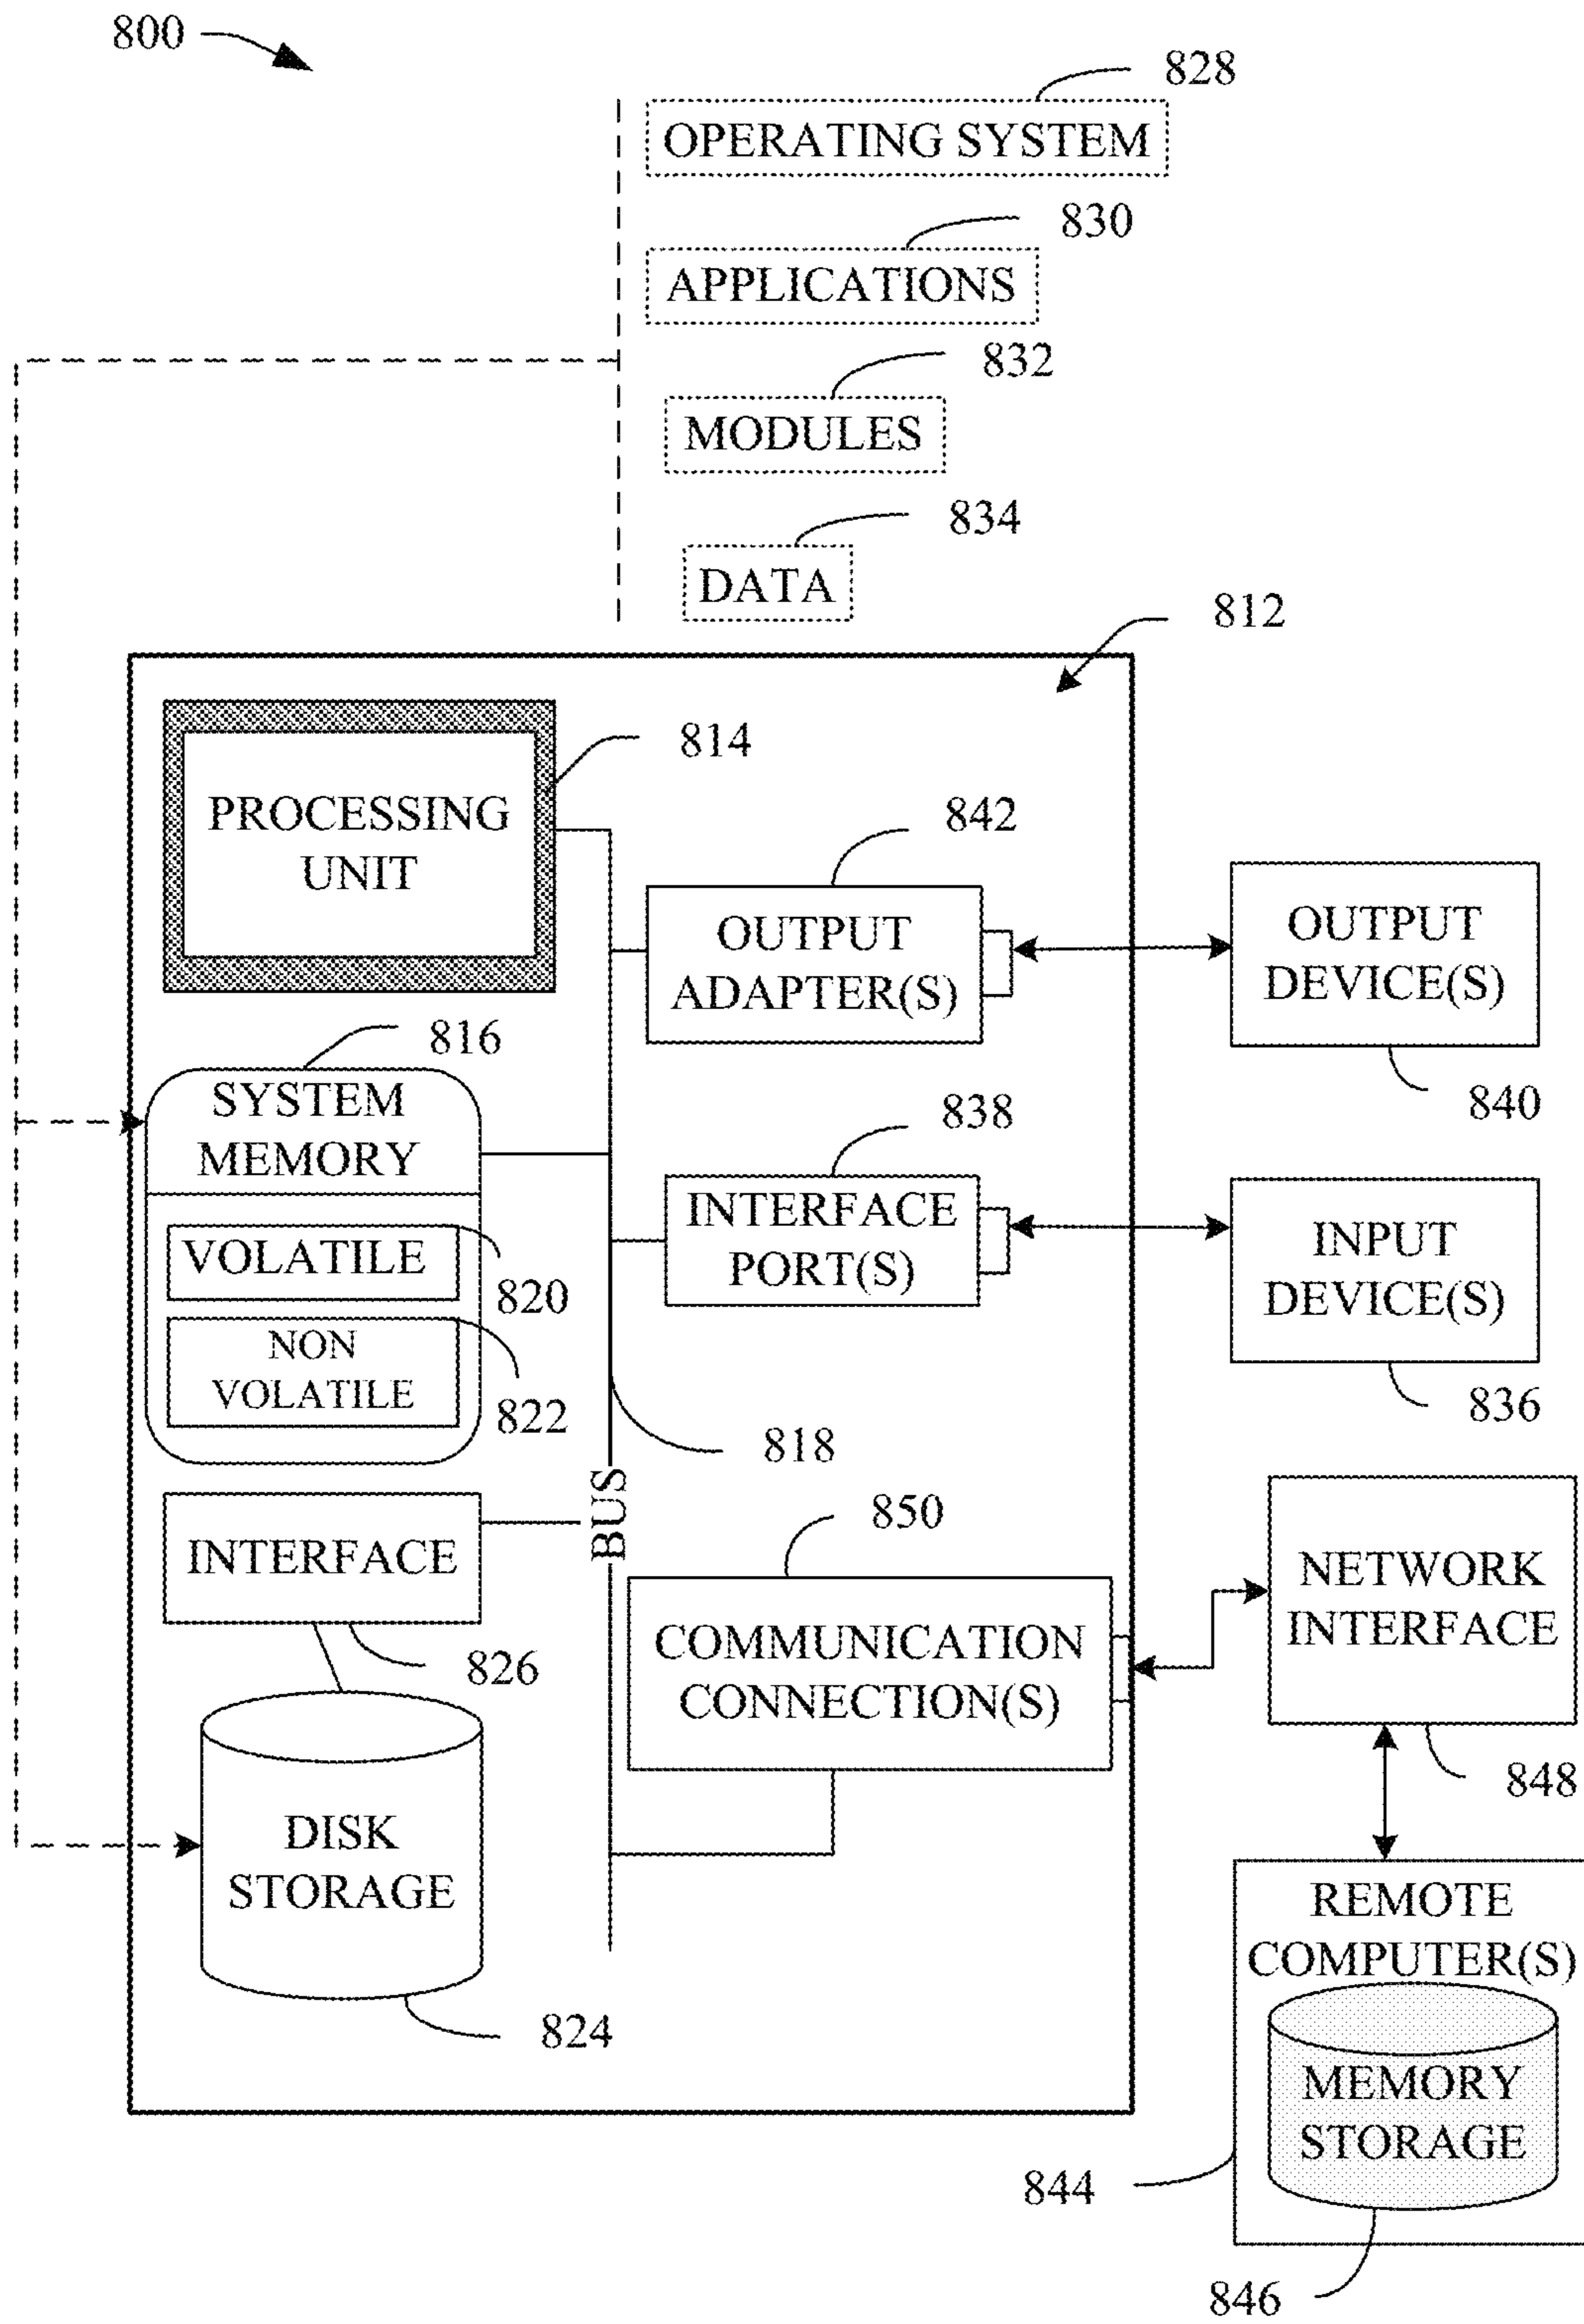 800
828
OPERATING SYSTEM
830
APPLICATIONS
832
MODULES
834
DATA
812
PROCESSING
UNIT
814
842
OUTPUT
ADAPTER(S)
OUTPUT
DEVICE(S)
840
816
SYSTEM
MEMORY
VOLATILE
820
NON
VOLATILE
822
838
INTERFACE
PORT(S)
INPUT
DEVICE(S)
836
818
BUS
INTERFACE
826
850
COMMUNICATION
CONNECTION(S)
NETWORK
INTERFACE
848
DISK
STORAGE
824
REMOTE
COMPUTER(S)
MEMORY
STORAGE
844
846